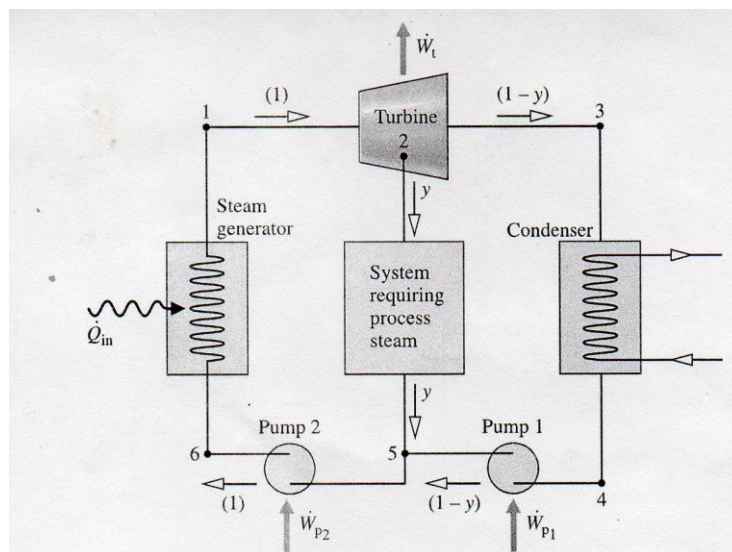 Ẇt
1
(1)
Turbine
2
(1 – y)
3
y
Steam
generator
Condenser
System
requiring
process
steam
Q̇in
y
Pump 2
Pump 1
6
5
4
(1)
(1 – y)
Ẇp2
Ẇp1